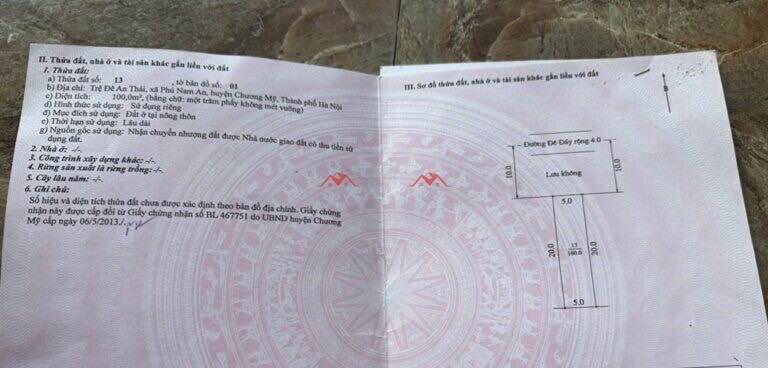 II. Thửa đất, nhà ở và tài sản khác gắn liền với đất
1. Thửa đất:
a) Thửa đất số: 13 , tờ bản đồ số: 01
b) Địa chỉ: Trệ Đê An Thái, xã Phú Nam An, huyện Chương Mỹ, Thành phố Hà Nội
c) Diện tích: 100,0m², (bằng chữ: một trăm phẩy không mét vuông)
d) Hình thức sử dụng: Sử dụng riêng
đ) Mục đích sử dụng: Đất ở tại nông thôn
e) Thời hạn sử dụng: Lâu dài
g) Nguồn gốc sử dụng: Nhận chuyển nhượng đất được Nhà nước giao đất có thu tiền sử
dụng đất.
2. Nhà ở: -/-
3. Công trình xây dựng khác: -/-
4. Rừng sản xuất là rừng trồng: -/-
5. Cây lâu năm: -/-
6. Ghi chú:
Số hiệu và diện tích thửa đất chưa được xác định theo bản đồ địa chính. Giấy chứng
nhận này được cấp đổi từ Giấy chứng nhận số BL 467751 do UBND huyện Chương
Mỹ cấp ngày 06/5/2013./.
III. Sơ đồ thửa đất, nhà ở và tài sản khác gắn liền với đất
B
Đường Đê Đáy rộng 4.0
10.0
10.0
Lưu không
5.0
20.0
13
100.0
20.0
5.0